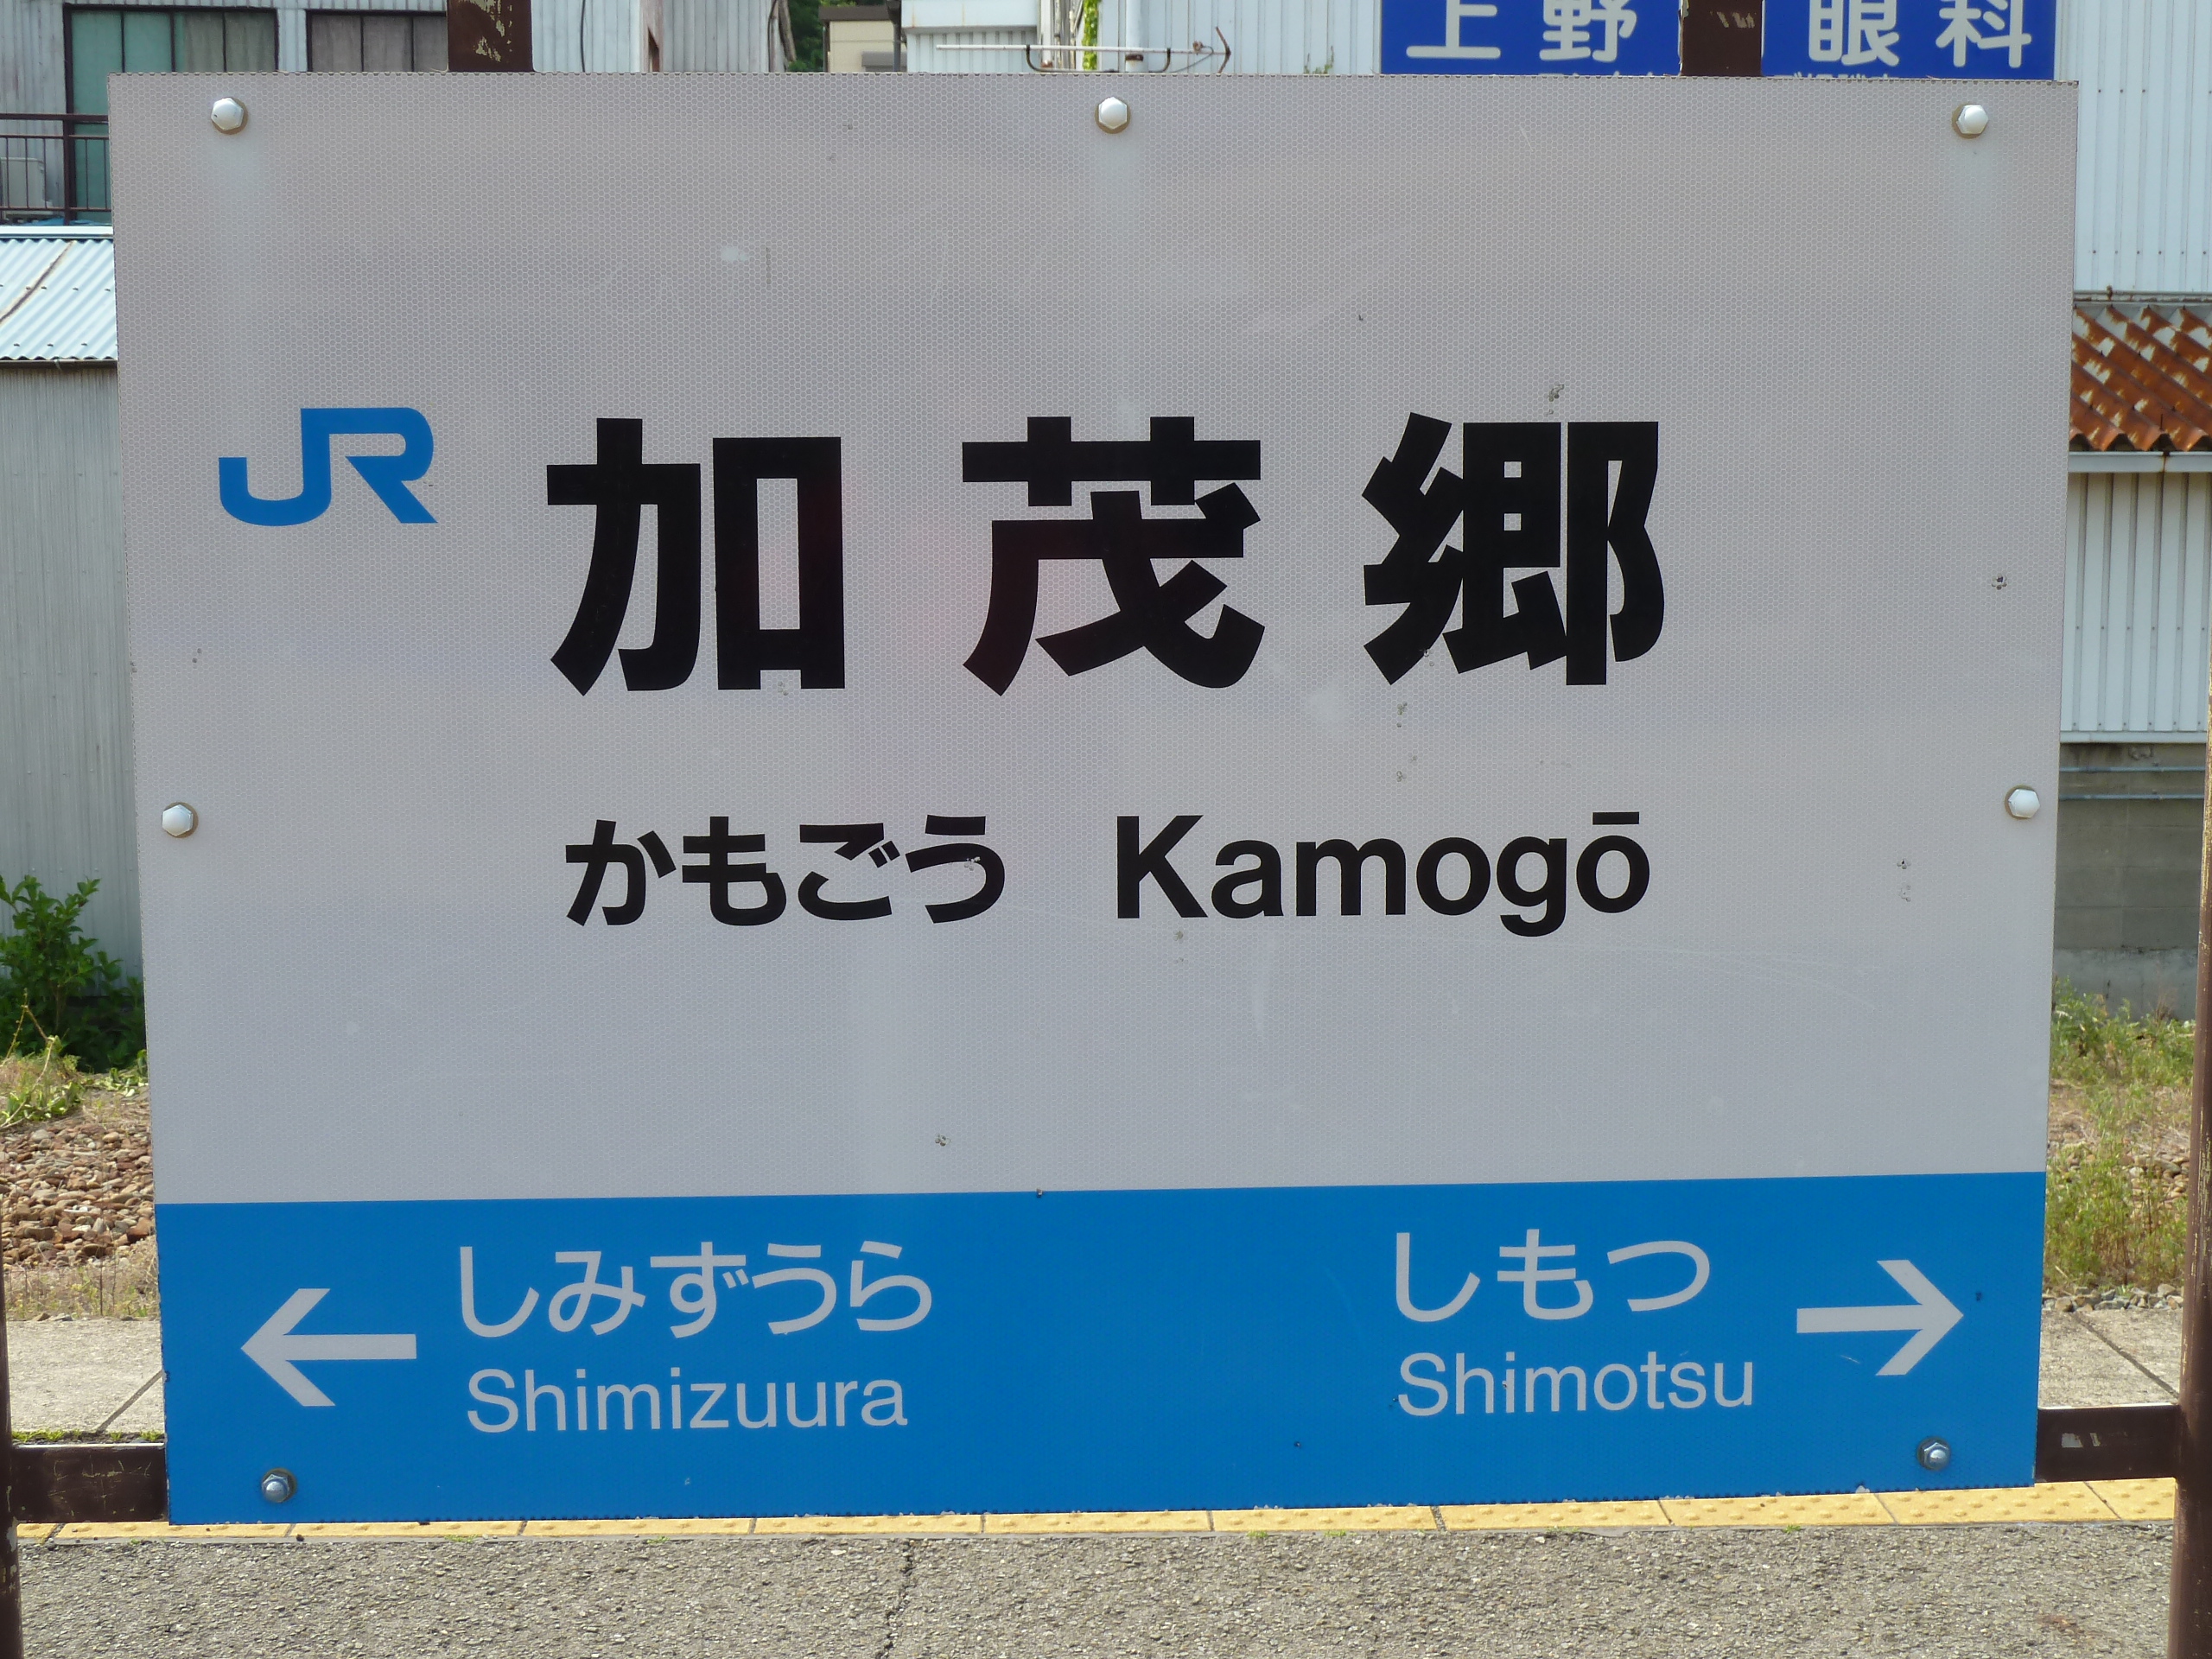 上野 眼科
JR
加茂郷
かもごう Kamogō
しみずうら
Shimizuura
しもつ
Shimotsu